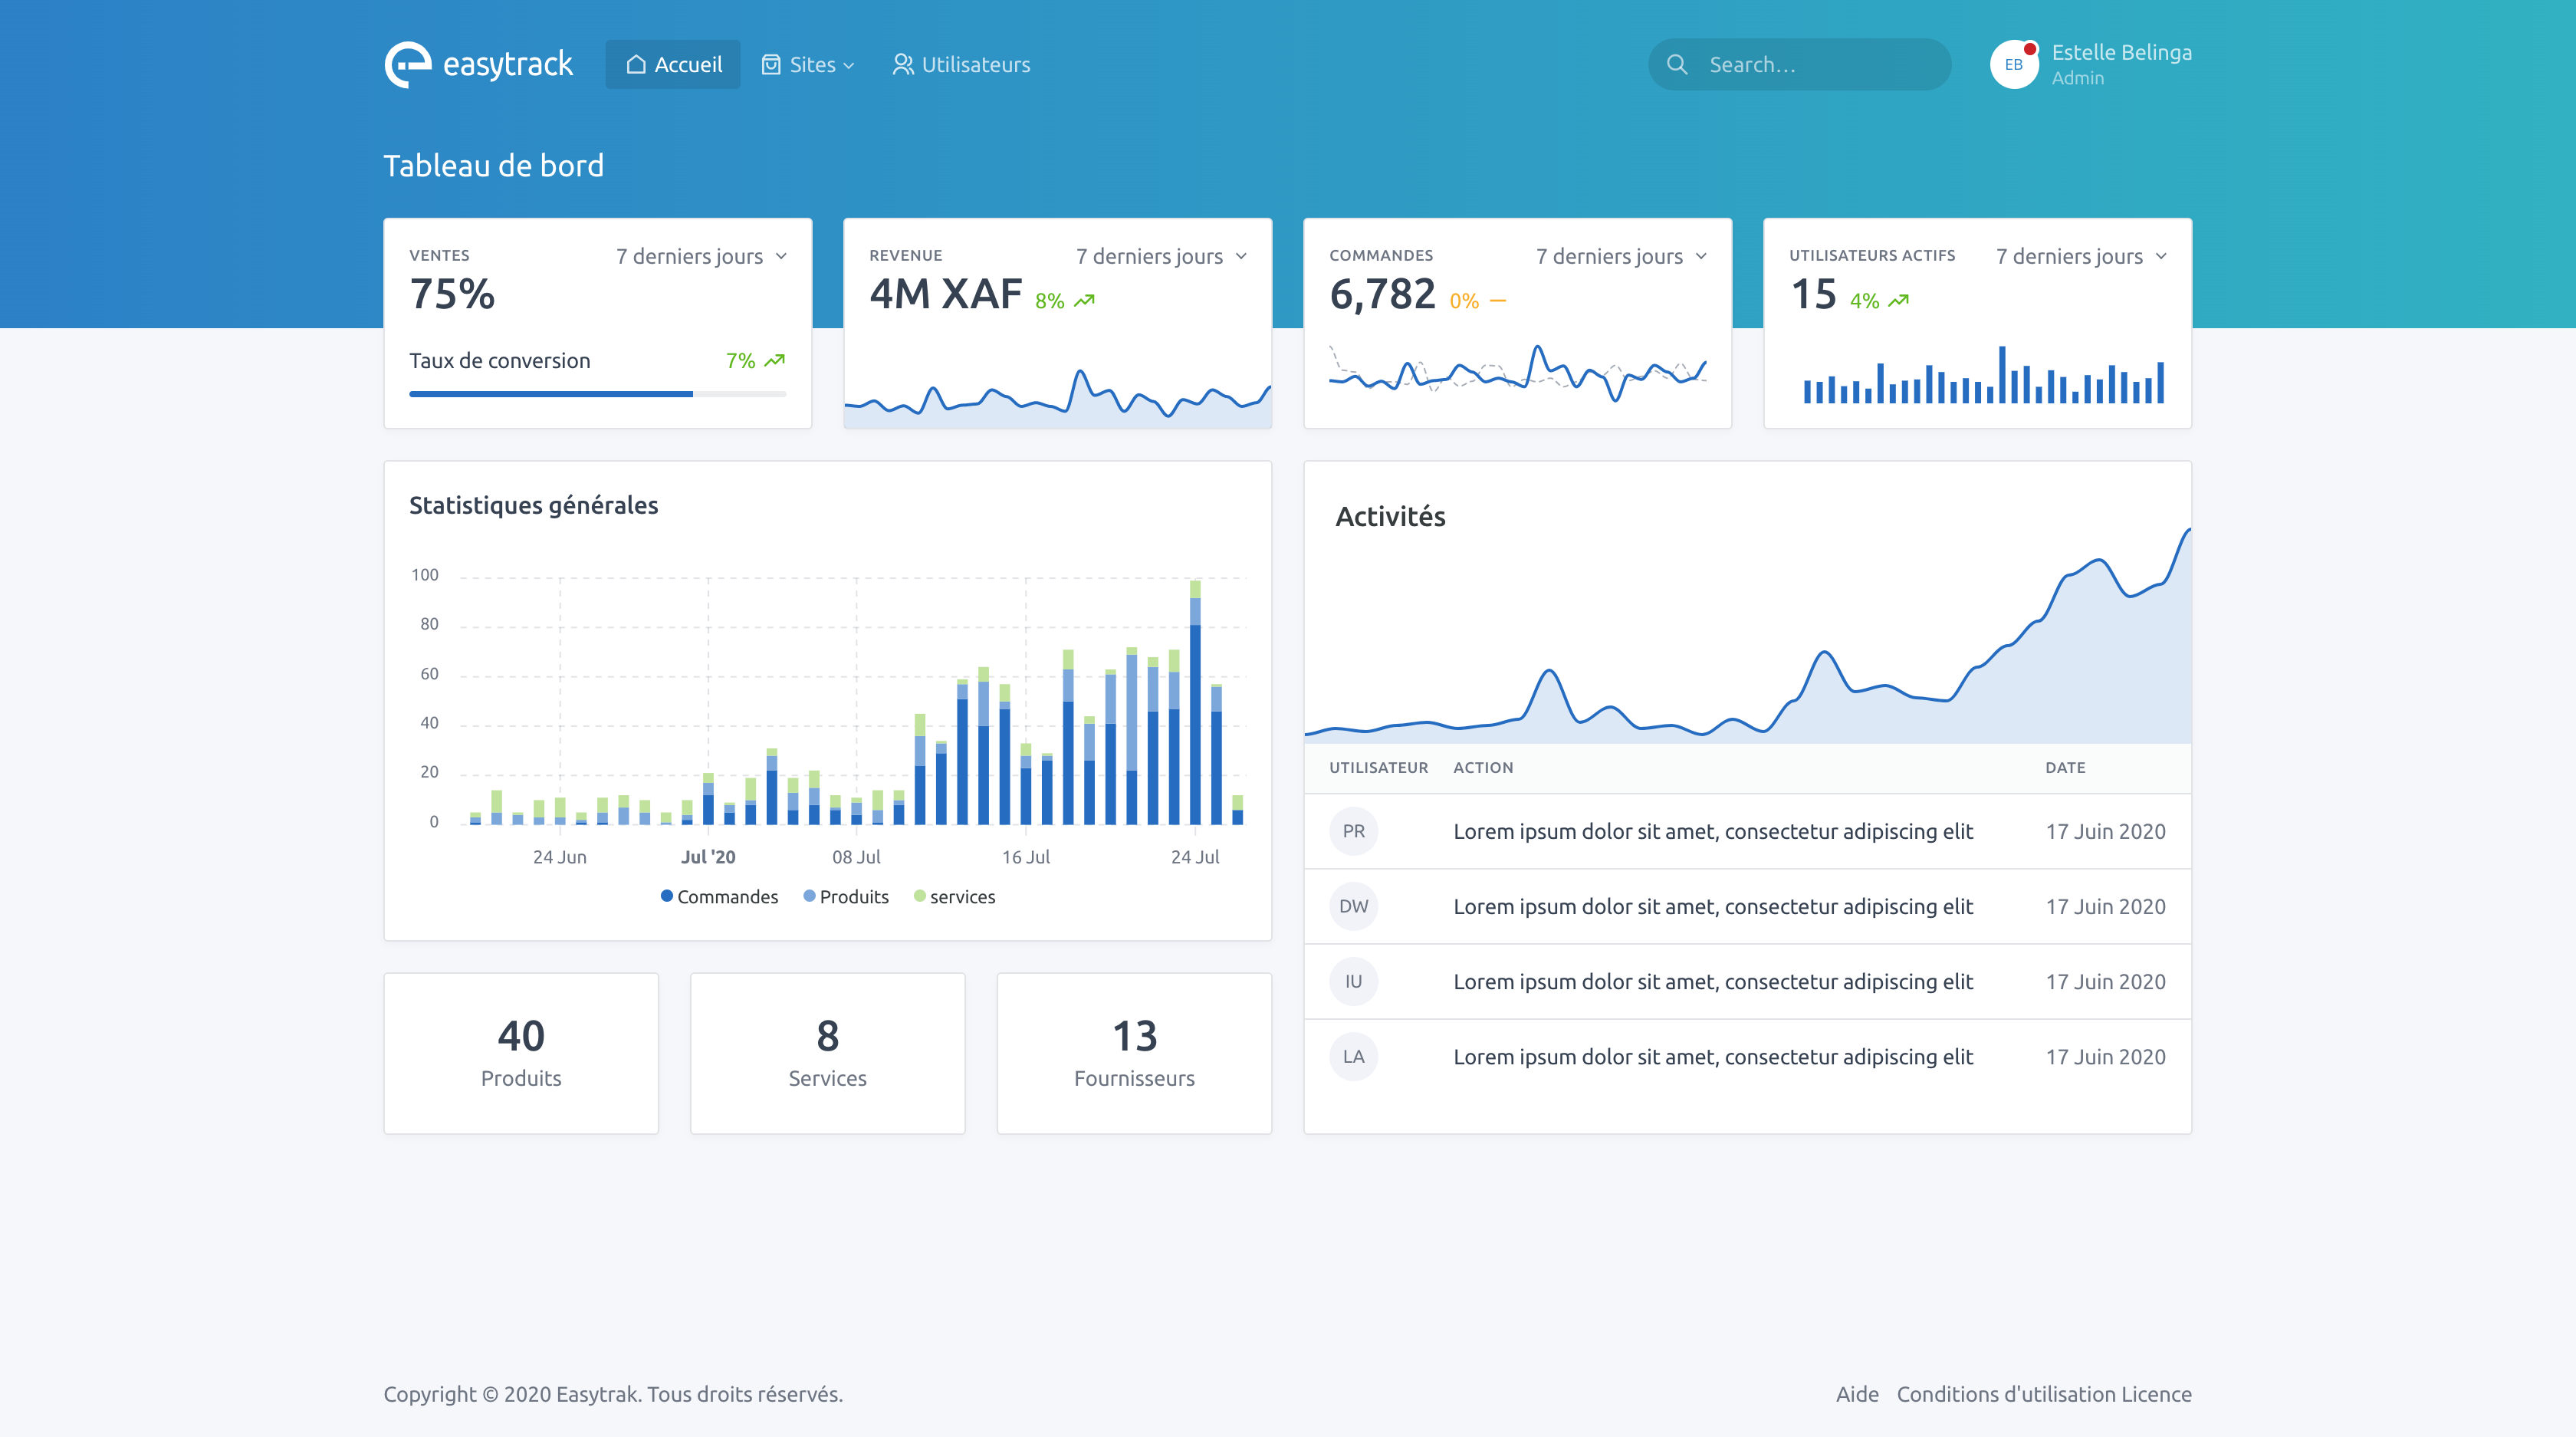 easytrack
Accueil
Sites
Utilisateurs
Search...
EB
Estelle Belinga
Admin
Tableau de bord
VENTES
7 derniers jours
75%
Taux de conversion
7%
REVENUE
7 derniers jours
4M XAF
8%
COMMANDES
7 derniers jours
6,782
0%
UTILISATEURS ACTIFS
7 derniers jours
15
4%
Statistiques générales
100
80
60
40
20
0
24 Jun
Jul '20
08 Jul
16 Jul
24 Jul
Commandes
Produits
services
40
Produits
8
Services
13
Fournisseurs
Activités
UTILISATEUR ACTION DATE
PR Lorem ipsum dolor sit amet, consectetur adipiscing elit 17 Juin 2020
DW Lorem ipsum dolor sit amet, consectetur adipiscing elit 17 Juin 2020
IU Lorem ipsum dolor sit amet, consectetur adipiscing elit 17 Juin 2020
LA Lorem ipsum dolor sit amet, consectetur adipiscing elit 17 Juin 2020
Copyright © 2020 Easytrak. Tous droits réservés.
Aide Conditions d'utilisation Licence